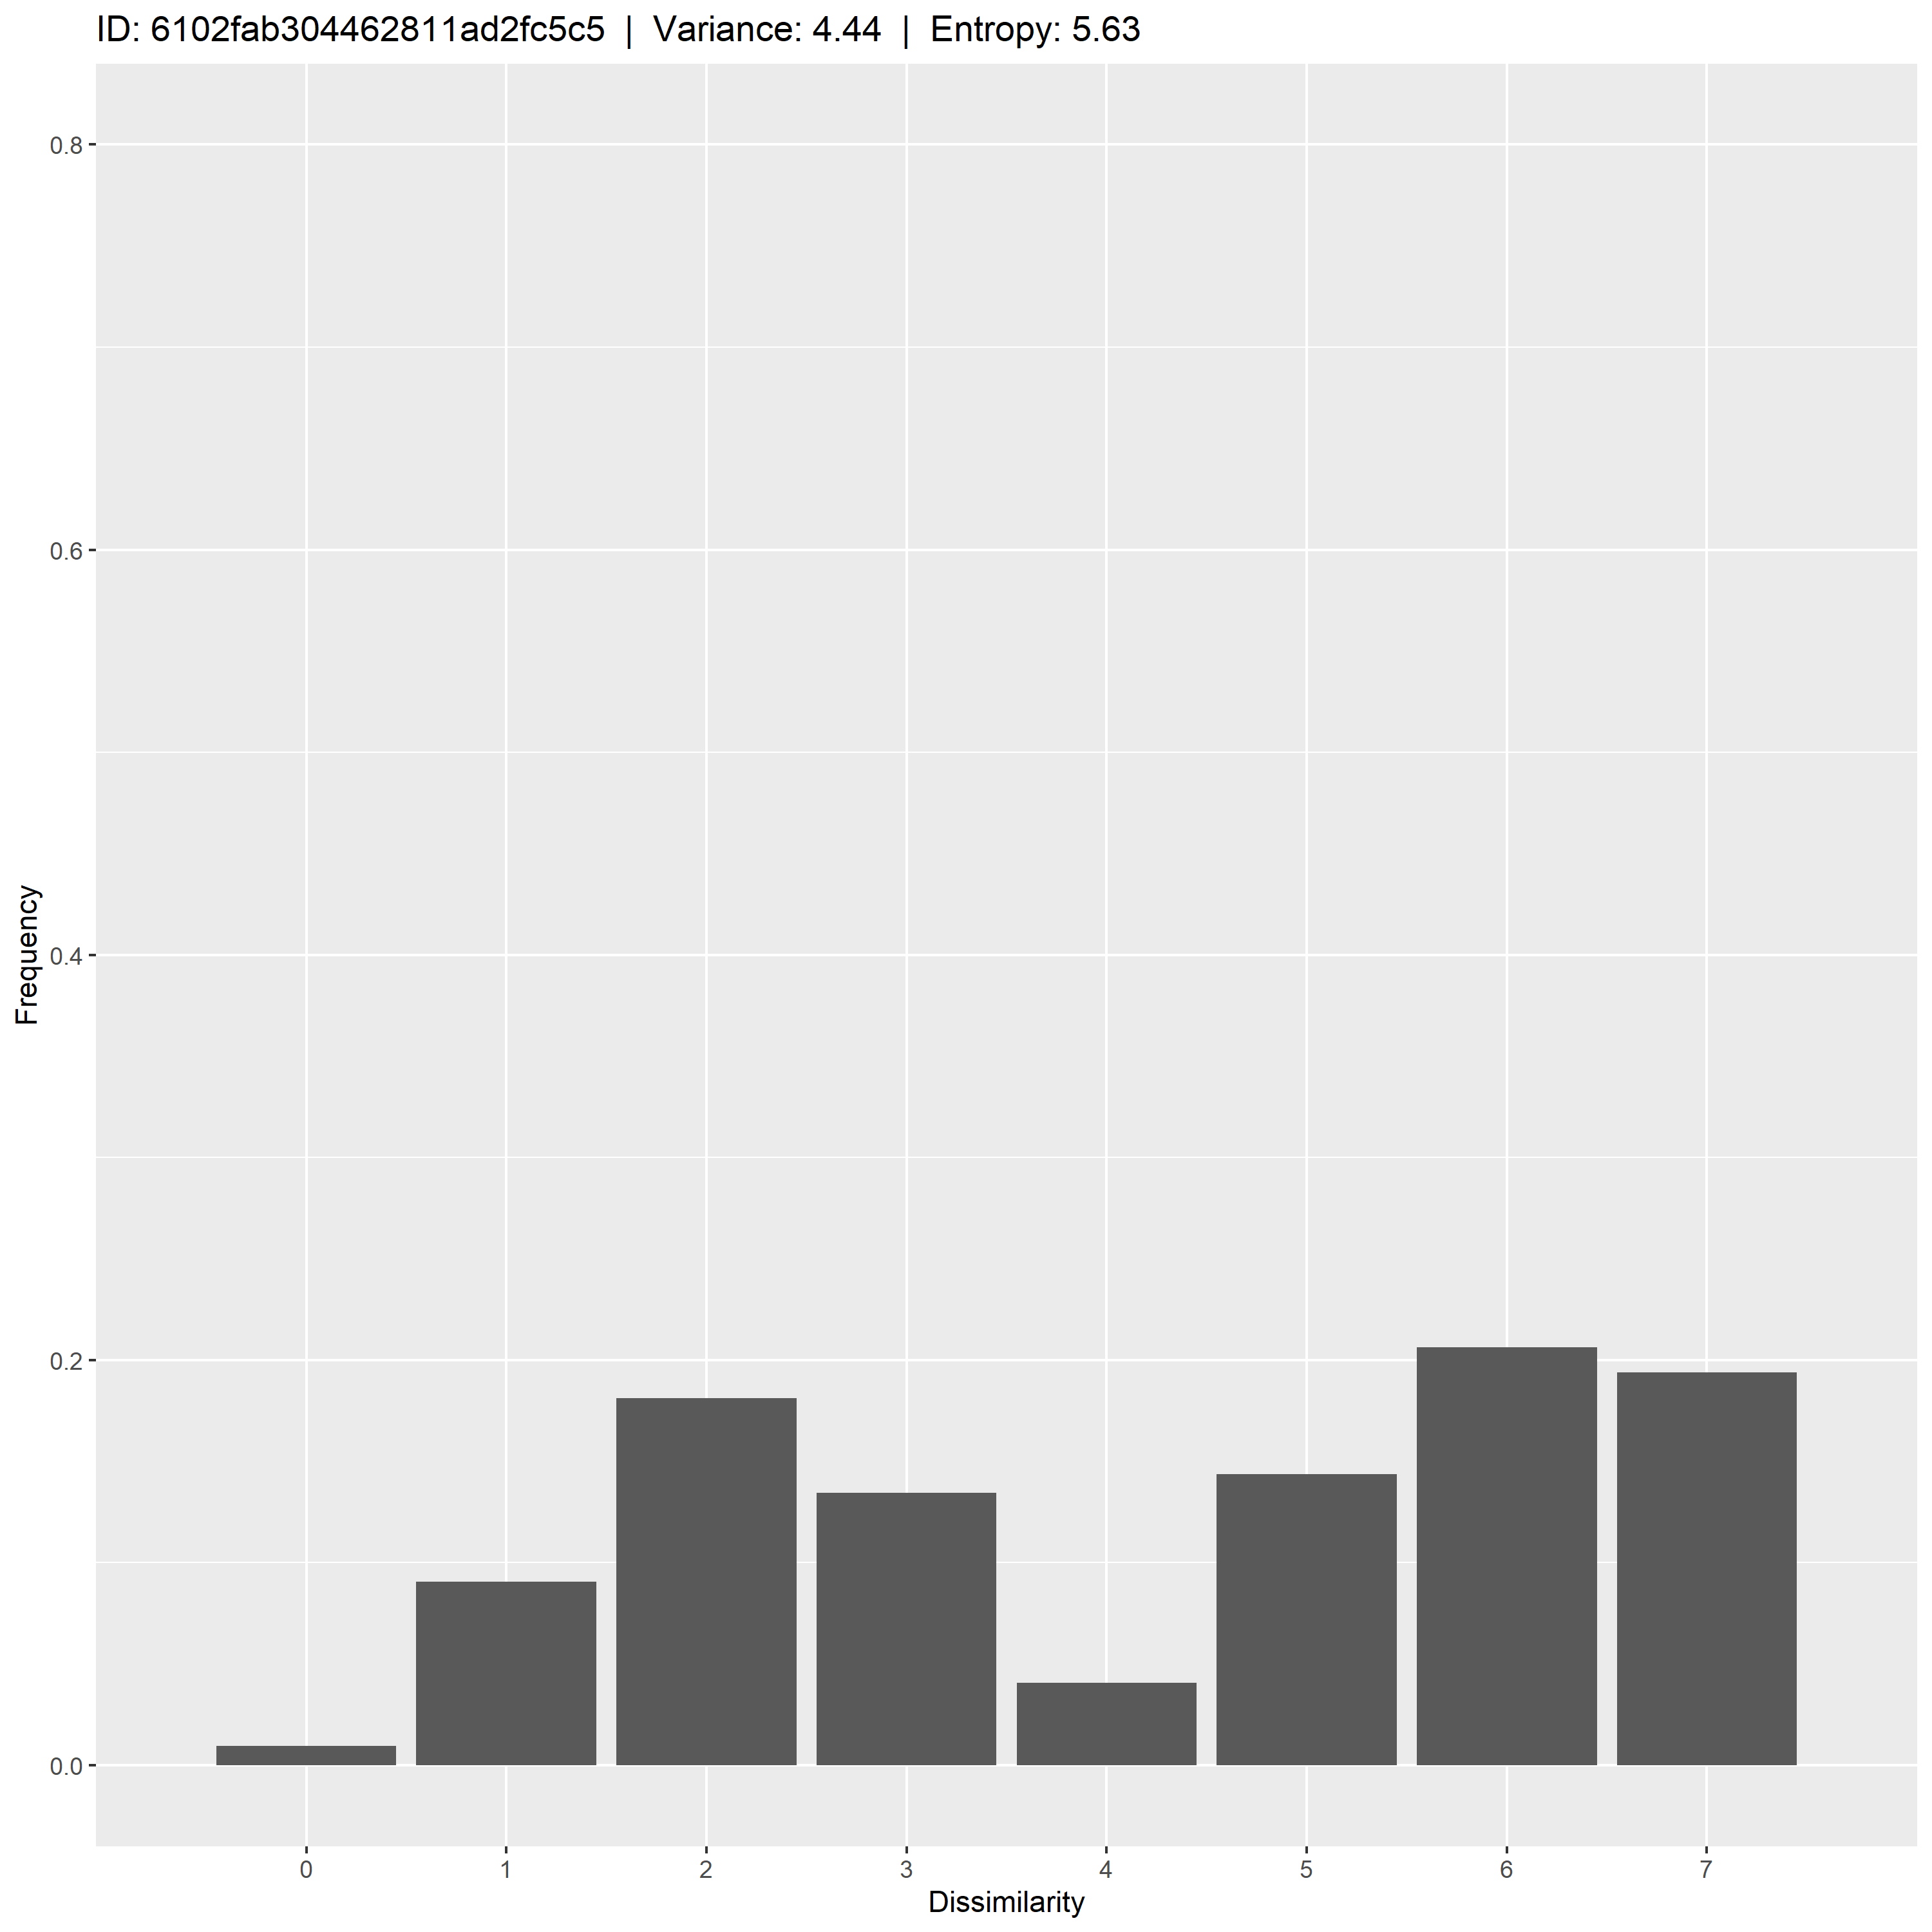 ID: 6102fab304462811ad2fc5c5 | Variance: 4.44 | Entropy: 5.63
0.8
0.6
0.4
0.2
0.0
Frequency
0 1 2 3 4 5 6 7
Dissimilarity